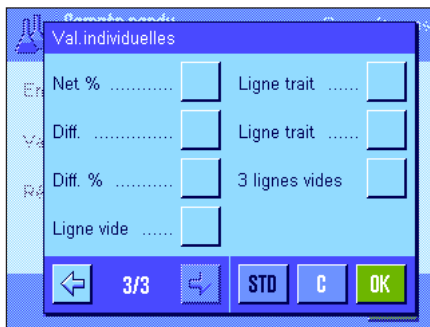 Val.individuelles
Net % ............
Ligne trait ......
Diff. ............
Ligne trait ......
Diff. % ..........
3 lignes vides
Ligne vide ......
3/3
STD
C
OK